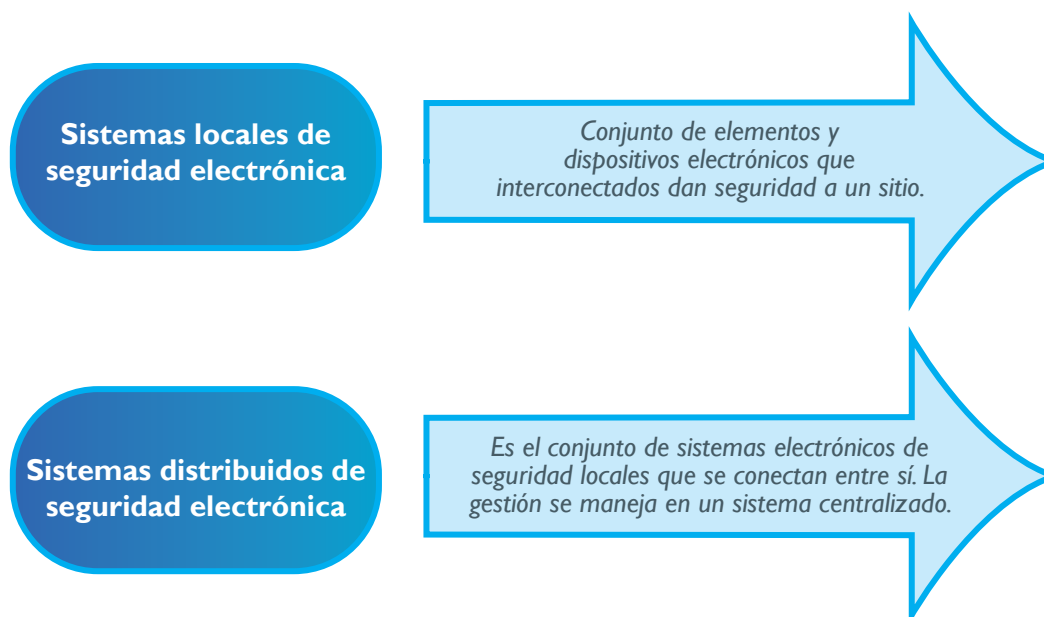 Sistemas locales de
seguridad electrónica
Conjunto de elementos y
dispositivos electrónicos que
interconectados dan seguridad a un sitio.
Sistemas distribuidos de
seguridad electrónica
Es el conjunto de sistemas electrónicos de
seguridad locales que se conectan entre sí. La
gestión se maneja en un sistema centralizado.